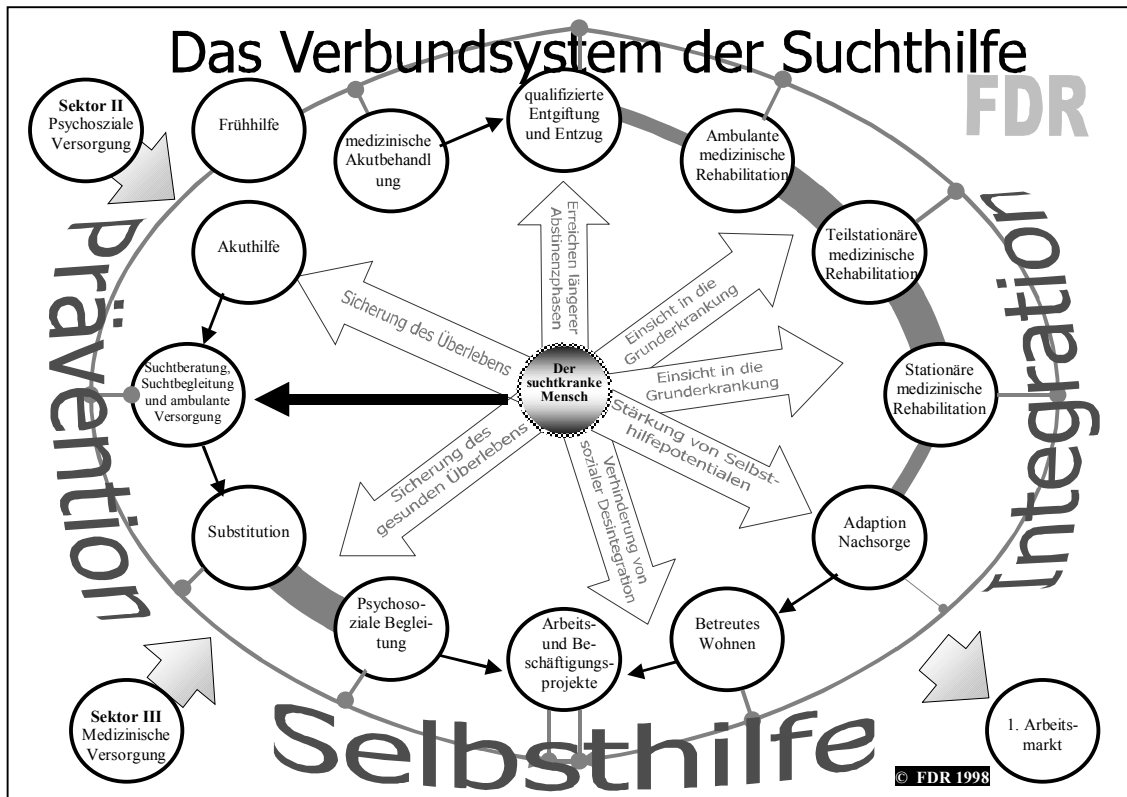 Das Verbundsystem der Suchthilfe
FDR
Sektor II
Psychosziale
Versorgung
Frühhilfe
medizinische
Akutbehandl
ung
qualifizierte
Entgiftung
und Entzug
Ambulante
medizinische
Rehabilitation
Teilstationäre
medizinische
Rehabilitation
Stationäre
medizinische
Rehabilitation
Adaption
Nachsorge
Betreutes
Wohnen
Arbeits-
und Be-
schäftigungs-
projekte
Psychoso-
ziale Beglei-
tung
Substitution
Suchtberatung,
Suchtbegleitung
und ambulante
Versorgung
Akuthilfe
Der
suchtkranke
Mensch
Erreichen längerer
Abstinenzphasen
Einsicht in die
Grunderkrankung
Einsicht in die
Grunderkrankung
Stärkung von Selbst-
hilfepotentialen
Verhinderung von
sozialer Desintegration
Sicherung des
gesunden Überlebens
Sicherung des Überlebens
Prävention
Integration
Selbsthilfe
Sektor III
Medizinische
Versorgung
1. Arbeits-
markt
© FDR 1998